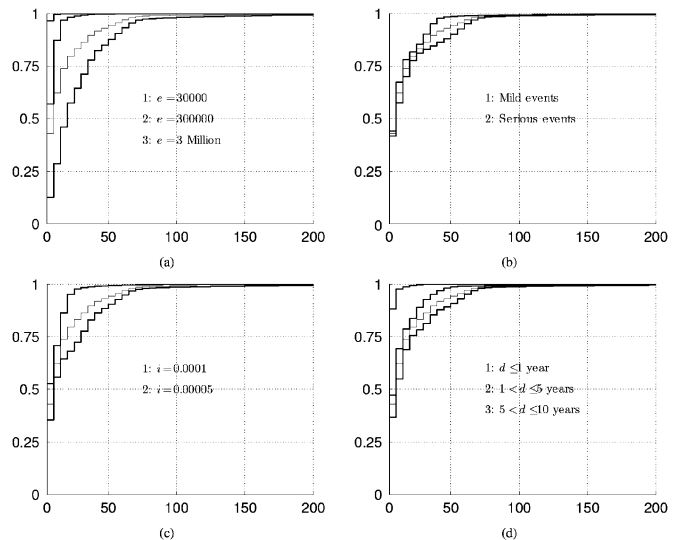 1
0.75
0.5
0.25
0
0 50 100 150 200
1: e =30000
2: e =300000
3: e =3 Million
(a)
1
0.75
0.5
0.25
0
0 50 100 150 200
1: Mild events
2: Serious events
(b)
1
0.75
0.5
0.25
0
0 50 100 150 200
1: i=0.0001
2: i=0.00005
(c)
1
0.75
0.5
0.25
0
0 50 100 150 200
1: d ≤1 year
2: 1 < d ≤5 years
3: 5 < d ≤10 years
(d)